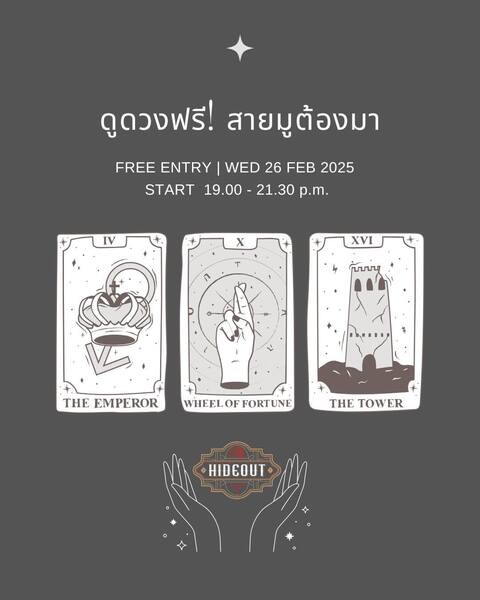 ดูดวงฟรี! สายมูต้องมา
FREE ENTRY | WED 26 FEB 2025
START 19.00 - 21.30 p.m.
IV
X
XVI
THE EMPEROR
WHEEL OF FORTUNE
THE TOWER
HIDEOUT